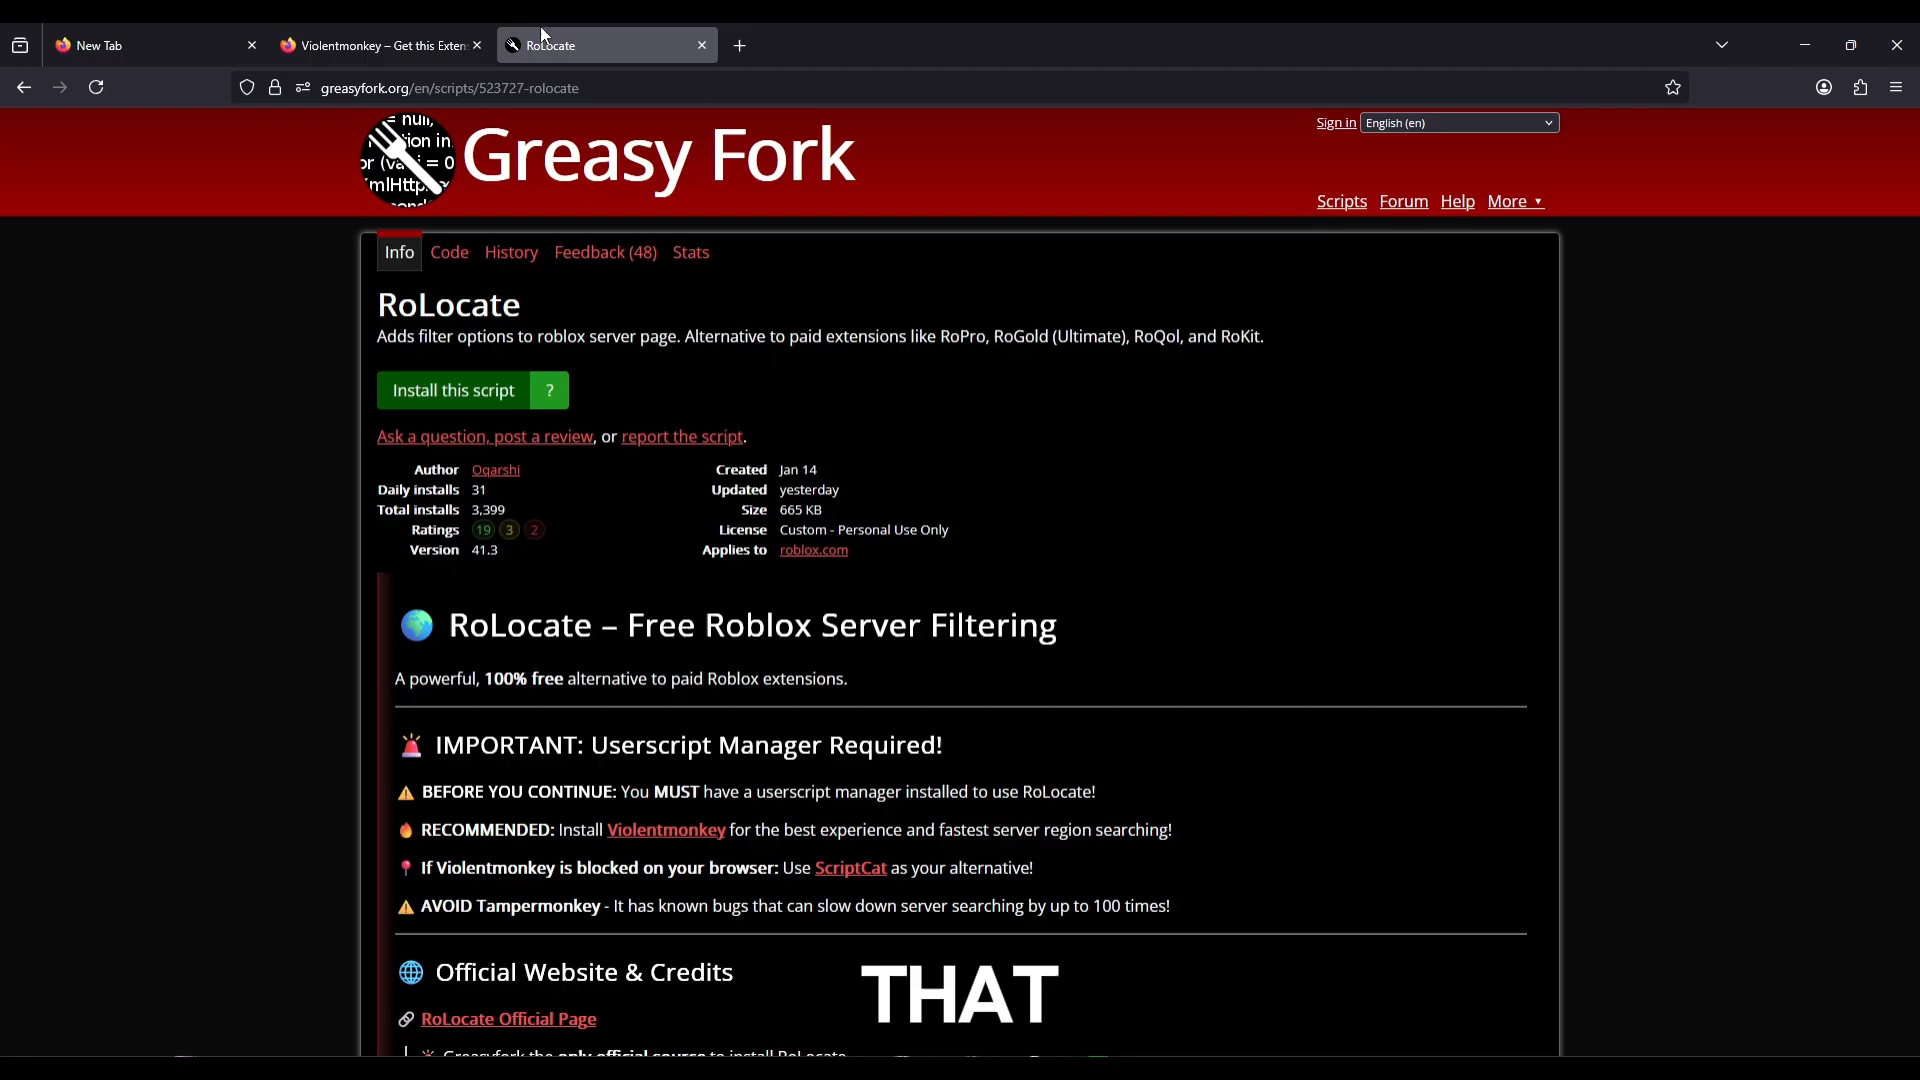 New Tab
Violentmonkey – Get this Exten
RoLocate
greasyfork.org/en/scripts/523727-rolocate
Greasy Fork
Sign in
English (en)
Scripts Forum Help More
Info Code History Feedback (48) Stats
RoLocate
Adds filter options to roblox server page. Alternative to paid extensions like RoPro, RoGold (Ultimate), RoQol, and RoKit.
Install this script ?
Ask a question, post a review, or report the script.
Author Oqarshi
Daily installs 31
Total installs 3,399
Ratings 19 3 2
Version 41.3
Created Jan 14
Updated yesterday
Size 665 KB
License Custom - Personal Use Only
Applies to roblox.com
RoLocate – Free Roblox Server Filtering
A powerful, 100% free alternative to paid Roblox extensions.
IMPORTANT: Userscript Manager Required!
BEFORE YOU CONTINUE: You MUST have a userscript manager installed to use RoLocate!
RECOMMENDED: Install Violentmonkey for the best experience and fastest server region searching!
If Violentmonkey is blocked on your browser: Use ScriptCat as your alternative!
AVOID Tampermonkey - It has known bugs that can slow down server searching by up to 100 times!
Official Website & Credits
THAT
RoLocate Official Page
Greasyfork the only official source to install RoLocate